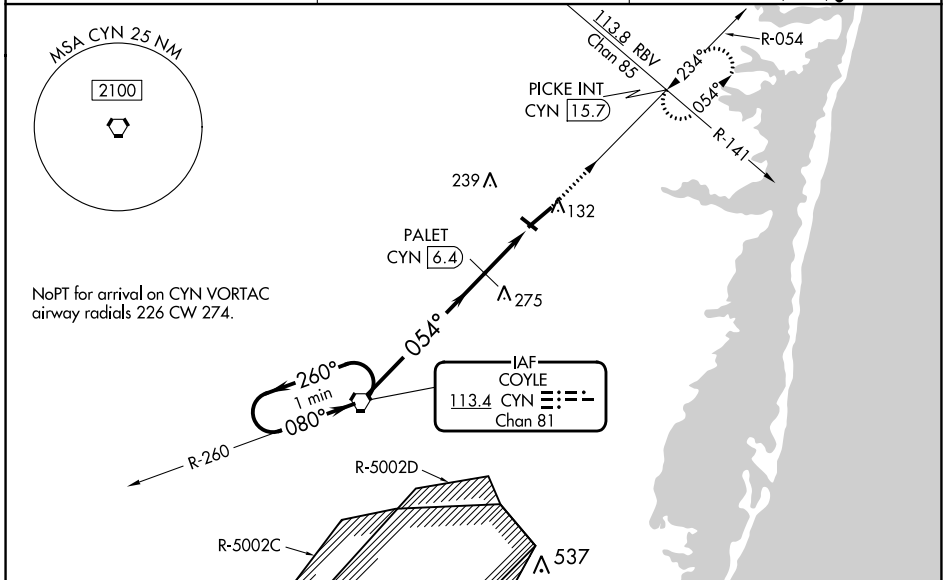 MSA CYN 25 NM
2100
113.8 RBV
Chan 85
R-054
234°
054°
PICKE INT
CYN 15.7
R-141
239
132
PALET
CYN 6.4
275
NoPT for arrival on CYN VORTAC
airway radials 226 CW 274.
054°
260°
1 min
080°
IAF
COYLE
113.4 CYN
Chan 81
R-260
R-5002D
R-5002C
537